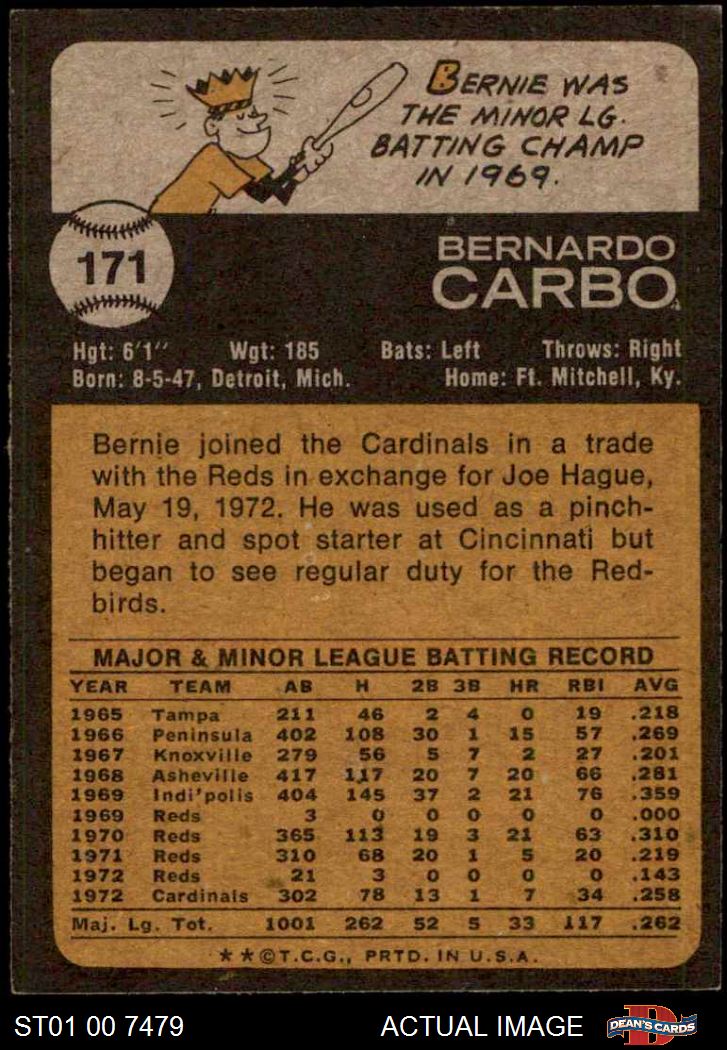 BERNIE WAS
THE MINOR LG.
BATTING CHAMP
IN 1969.
171
BERNARDO
CARBO
Hgt: 6'1" Wgt: 185 Bats: Left Throws: Right
Born: 8-5-47, Detroit, Mich. Home: Ft. Mitchell, Ky.
Bernie joined the Cardinals in a trade
with the Reds in exchange for Joe Hague,
May 19, 1972. He was used as a pinch-
hitter and spot starter at Cincinnati but
began to see regular duty for the Red-
birds.
MAJOR & MINOR LEAGUE BATTING RECORD
YEAR TEAM AB H 2B 3B HR RBI AVG
1965 Tampa 211 46 2 4 0 19 .218
1966 Peninsula 402 108 30 1 15 57 .269
1967 Knoxville 279 56 5 7 2 27 .201
1968 Asheville 417 117 20 7 20 66 .281
1969 Indi'polis 404 145 37 2 21 76 .359
1969 Reds 3 0 0 0 0 0 .000
1970 Reds 365 113 19 3 21 63 .310
1971 Reds 310 68 20 1 5 20 .219
1972 Reds 21 3 0 0 0 0 .143
1972 Cardinals 302 78 13 1 7 34 .258
Maj. Lg. Tot. 1001 262 52 5 33 117 .262
★★©T.C.G., PRTD. IN U.S.A.
ST01 00 7479 ACTUAL IMAGE DEAN'S CARDS